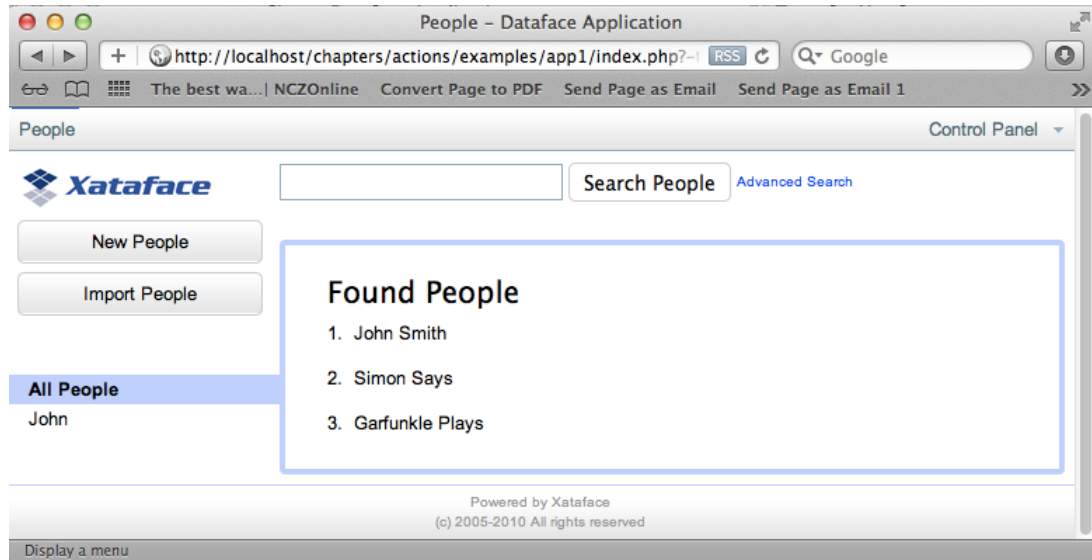 People – Dataface Application
http://localhost/chapters/actions/examples/app1/index.php?-
RSS
Google
The best wa...| NCZOnline Convert Page to PDF Send Page as Email Send Page as Email 1
People
Control Panel
Xataface
Search People
Advanced Search
New People
Import People
All People
John
Found People
1. John Smith
2. Simon Says
3. Garfunkle Plays
Powered by Xataface
(c) 2005-2010 All rights reserved
Display a menu